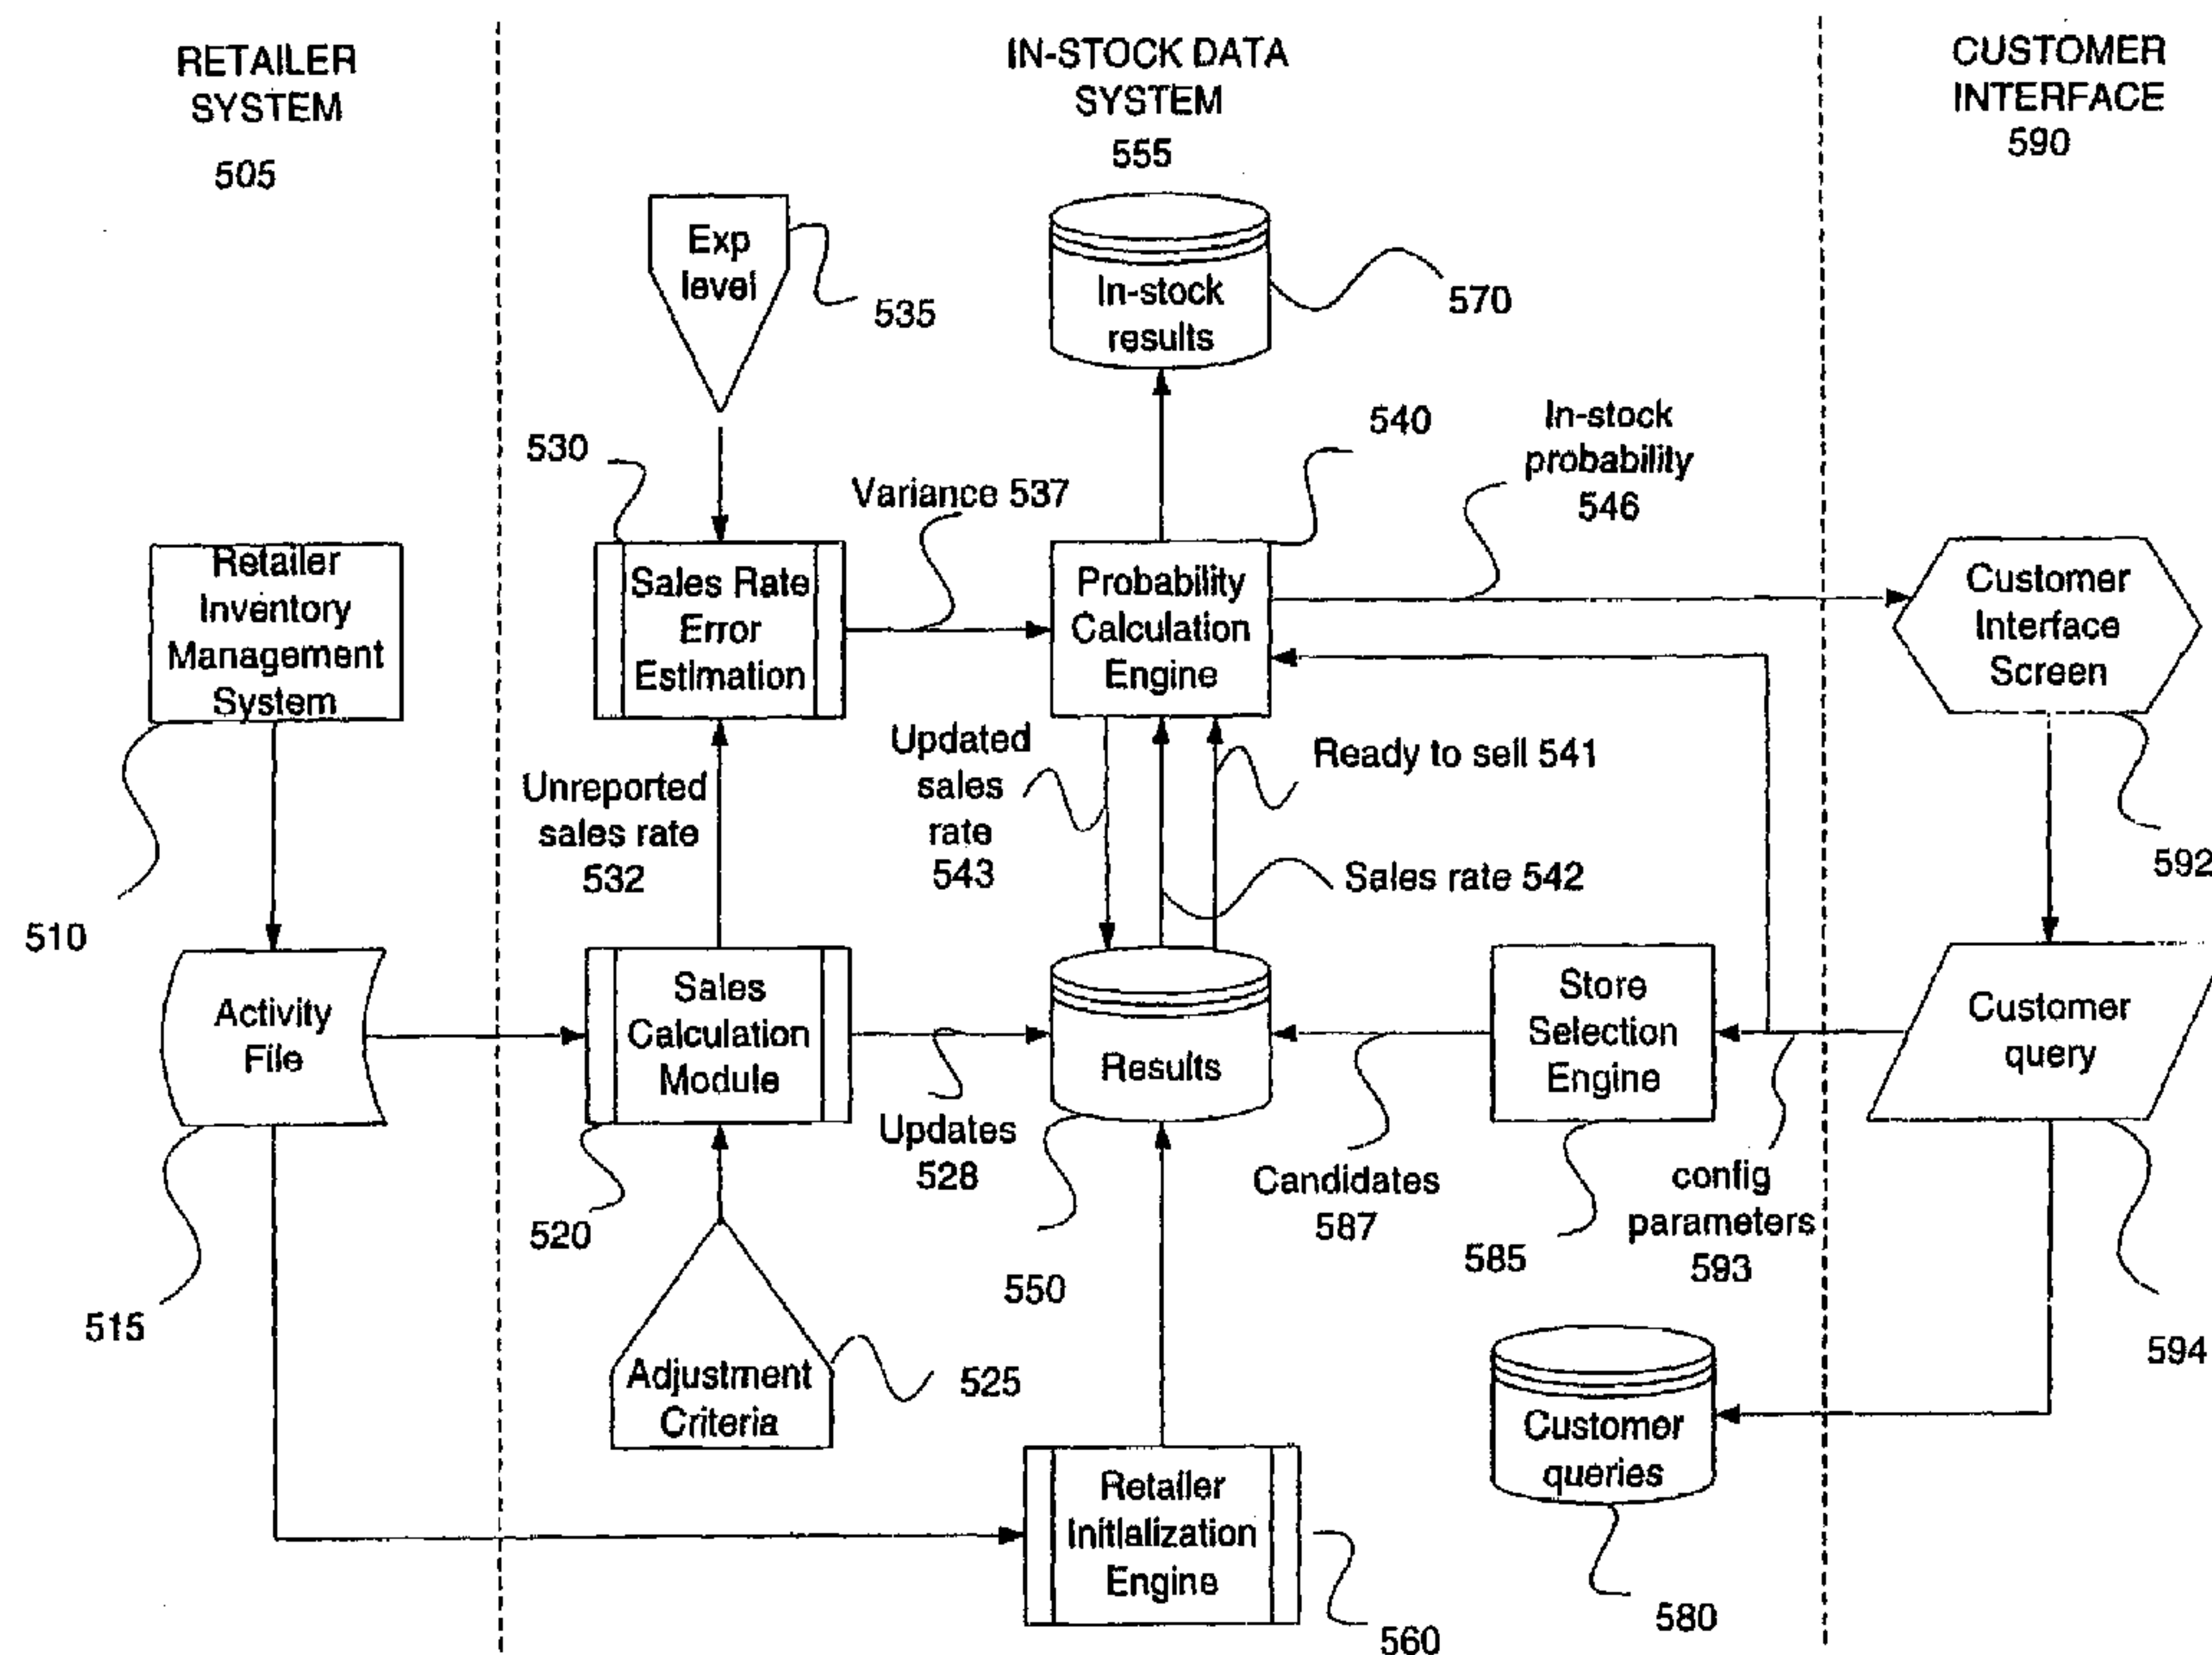 RETAILER
SYSTEM
505
IN-STOCK DATA
SYSTEM
555
CUSTOMER
INTERFACE
590
Exp
level
535
In-stock
results
570
530
Variance 537
540
In-stock
probability
546
Retailer
Inventory
Management
System
510
Sales Rate
Error
Estimation
Probability
Calculation
Engine
Customer
Interface
Screen
592
Unreported
sales rate
532
Updated
sales
rate
543
Ready to sell 541
Sales rate 542
Activity
File
515
Sales
Calculation
Module
520
Updates
528
Results
550
Store
Selection
Engine
585
Candidates
587
config
parameters
593
Customer
query
594
Adjustment
Criteria
525
Customer
queries
580
Retailer
Initialization
Engine
560